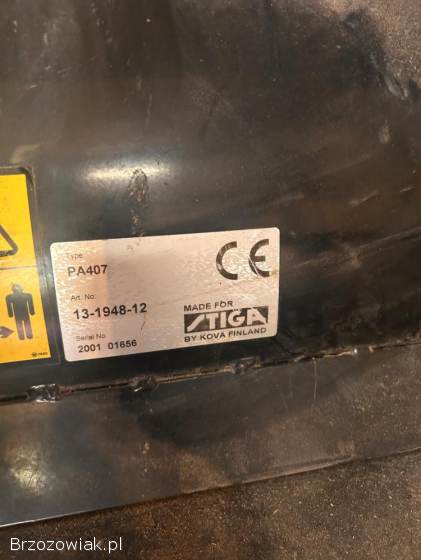 Type
PA407
Art. No:
13-1948-12
Serial No
2001 01656
CE
MADE FOR
STIGA
BY KOVA FINLAND
Brzozowiak.pl